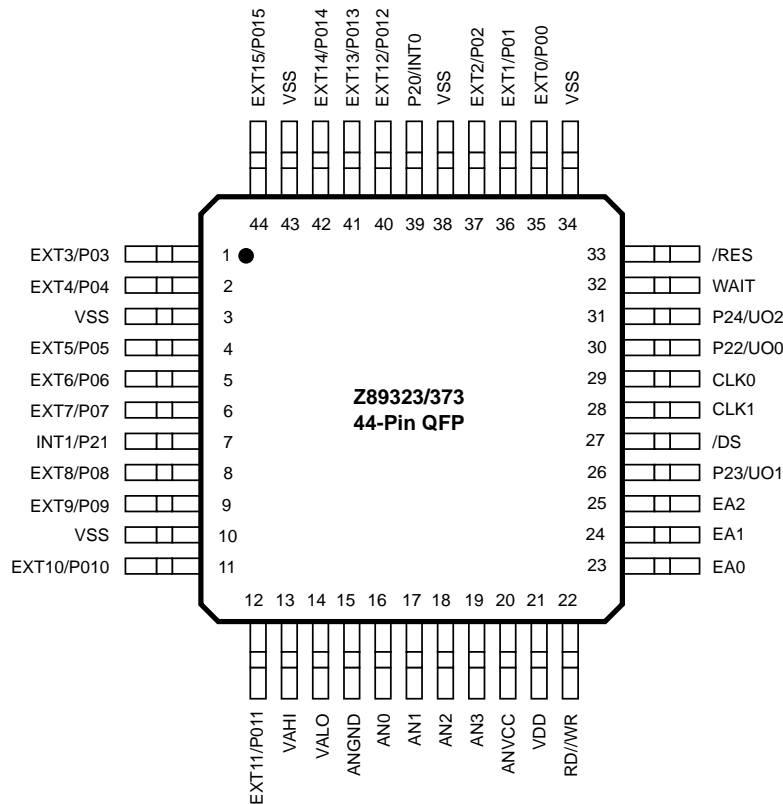 EXT15/P015
VSS
EXT14/P014
EXT13/P013
EXT12/P012
P20/INT0
VSS
EXT2/P02
EXT1/P01
EXT0/P00
VSS
44 43 42 41 40 39 38 37 36 35 34
EXT3/P03 1 33 /RES
EXT4/P04 2 32 WAIT
VSS 3 31 P24/UO2
EXT5/P05 4 30 P22/UO0
EXT6/P06 5 29 CLK0
Z89323/373
EXT7/P07 6 28 CLK1
44-Pin QFP
INT1/P21 7 27 /DS
EXT8/P08 8 26 P23/UO1
EXT9/P09 9 25 EA2
VSS 10 24 EA1
EXT10/P010 11 23 EA0
12 13 14 15 16 17 18 19 20 21 22
EXT11/P011
VAHI
VALO
ANGND
AN0
AN1
AN2
AN3
ANVCC
VDD
RD//WR